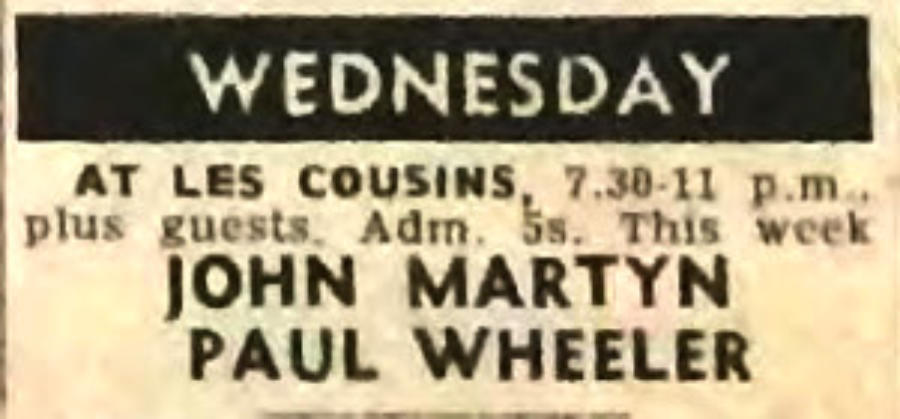 WEDNESDAY
AT LES COUSINS, 7.30-11 p.m.,
plus guests. Adm. 5s. This week
JOHN MARTYN
PAUL WHEELER